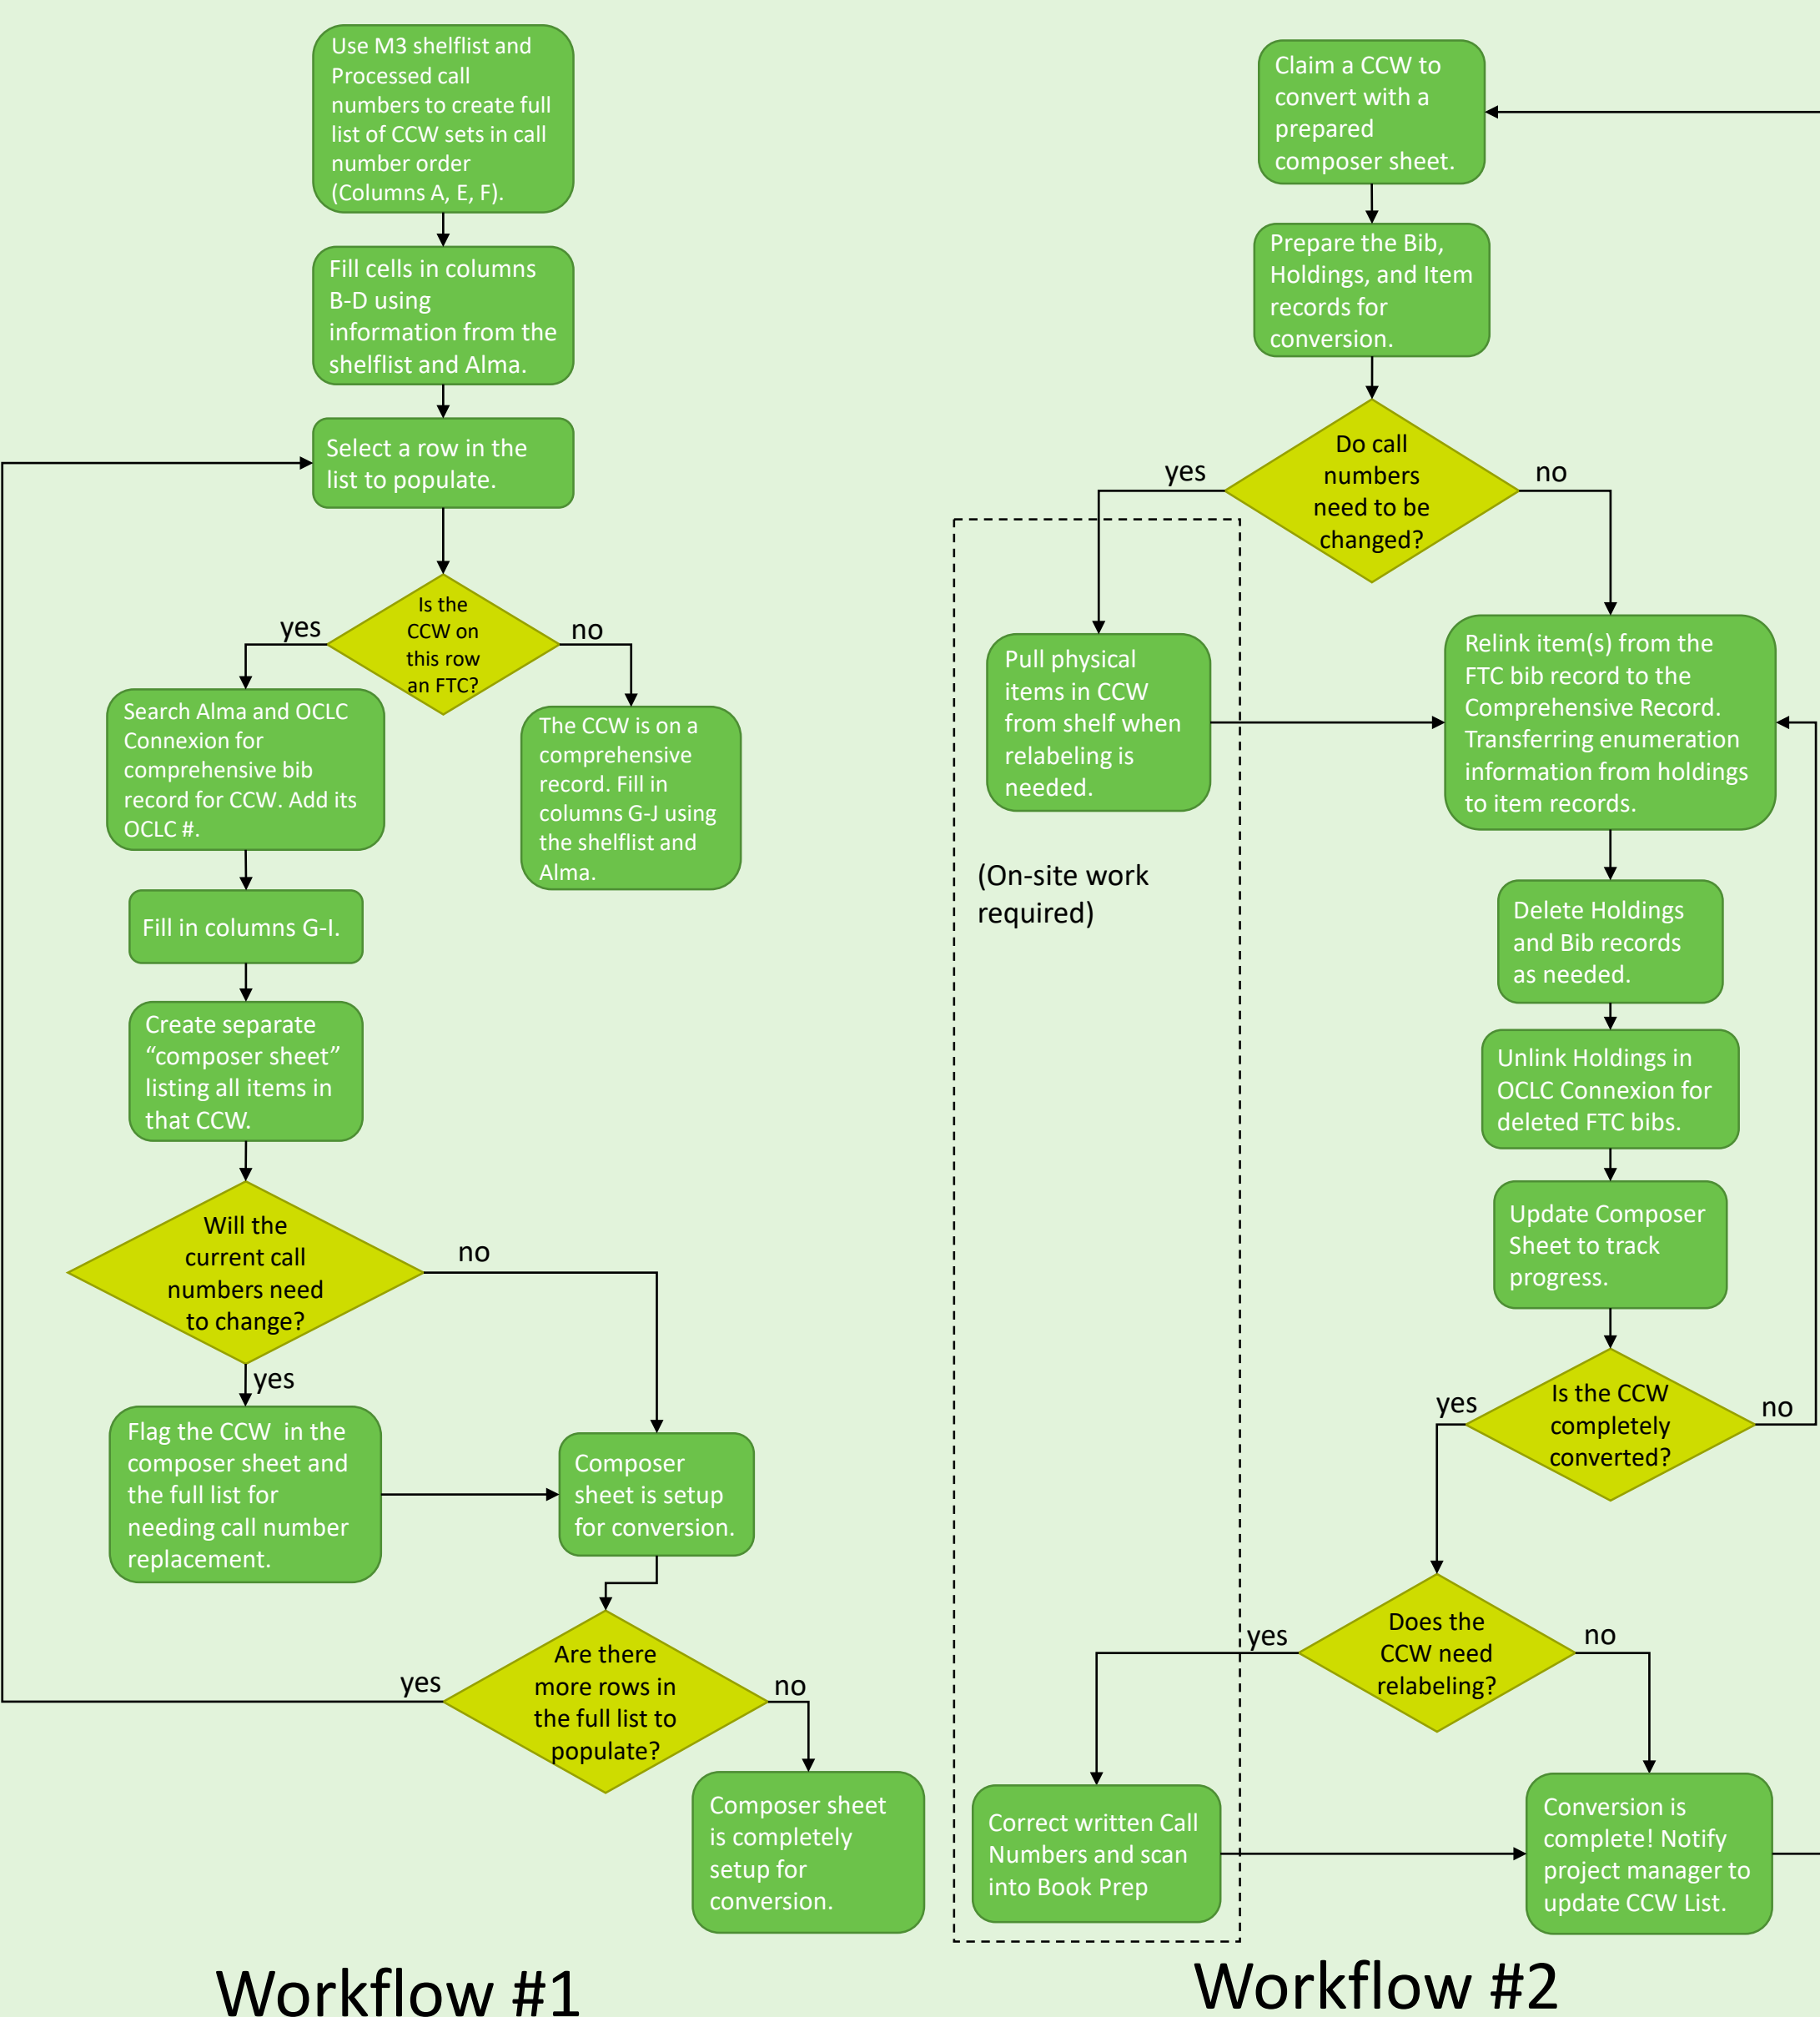 Use M3 shelflist and
Processed call
numbers to create full
list of CCW sets in call
number order
(Columns A, E, F).
Fill cells in columns
B-D using
information from the
shelflist and Alma.
Select a row in the
list to populate.
Is the
CCW on
this row
an FTC?
yes
no
Search Alma and OCLC
Connexion for
comprehensive bib
record for CCW. Add its
OCLC #.
The CCW is on a
comprehensive
record. Fill in
columns G-J using
the shelflist and
Alma.
Fill in columns G-I.
Create separate
“composer sheet”
listing all items in
that CCW.
Will the
current call
numbers need
to change?
no
yes
Flag the CCW  in the
composer sheet and
the full list for
needing call number
replacement.
Composer
sheet is setup
for conversion.
Are there
more rows in
the full list to
populate?
yes
no
Composer sheet
is completely
setup for
conversion.
Workflow #1
Claim a CCW to
convert with a
prepared
composer sheet.
Prepare the Bib,
Holdings, and Item
records for
conversion.
Do call
numbers
need to be
changed?
yes
no
Pull physical
items in CCW
from shelf when
relabeling is
needed.
(On-site work
required)
Relink item(s) from the
FTC bib record to the
Comprehensive Record.
Transferring enumeration
information from holdings
to item records.
Delete Holdings
and Bib records
as needed.
Unlink Holdings in
OCLC Connexion for
deleted FTC bibs.
Update Composer
Sheet to track
progress.
Is the CCW
completely
converted?
yes
no
Does the
CCW need
relabeling?
yes
no
Correct written Call
Numbers and scan
into Book Prep
Conversion is
complete! Notify
project manager to
update CCW List.
Workflow #2